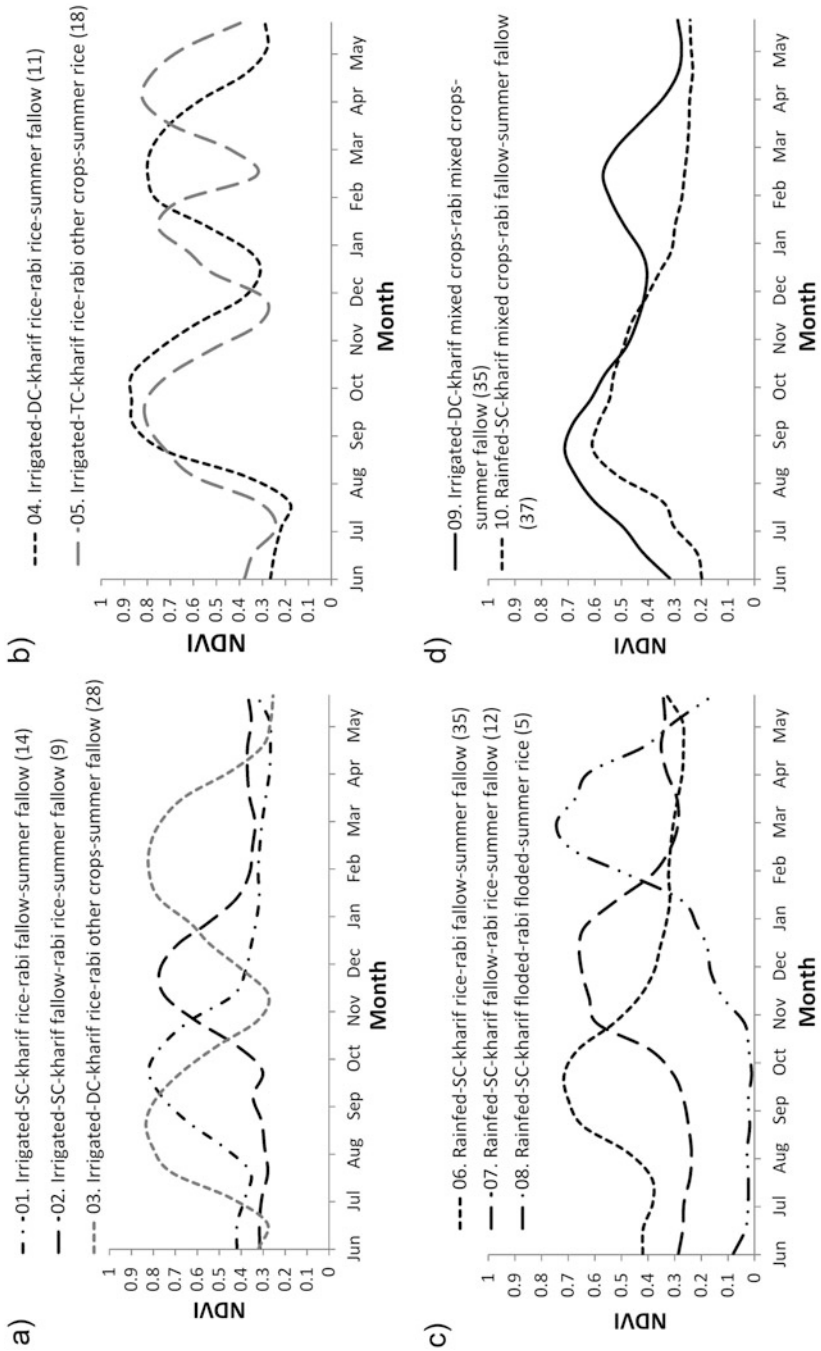 a)
01. Irrigated-SC-kharif rice-rabi fallow-summer fallow (14)
02. Irrigated-SC-kharif fallow-rabi rice-summer fallow (9)
03. Irrigated-DC-kharif rice-rabi other crops-summer fallow (28)
NDVI
1
0.9
0.8
0.7
0.6
0.5
0.4
0.3
0.2
0.1
0
Jun Jul Aug Sep Oct Nov Dec Jan Feb Mar Apr May
Month
b)
04. Irrigated-DC-kharif rice-rabi rice-summer fallow (11)
05. Irrigated-TC-kharif rice-rabi other crops-summer rice (18)
NDVI
1
0.9
0.8
0.7
0.6
0.5
0.4
0.3
0.2
0.1
0
Jun Jul Aug Sep Oct Nov Dec Jan Feb Mar Apr May
Month
c)
06. Rainfed-SC-kharif rice-rabi fallow-summer fallow (35)
07. Rainfed-SC-kharif fallow-rabi rice-summer fallow (12)
08. Rainfed-SC-kharif floded-rabi floded-summer rice (5)
NDVI
1
0.9
0.8
0.7
0.6
0.5
0.4
0.3
0.2
0.1
0
Jun Jul Aug Sep Oct Nov Dec Jan Feb Mar Apr May
Month
d)
09. Irrigated-DC-kharif mixed crops-rabi mixed crops-
summer fallow (35)
10. Rainfed-SC-kharif mixed crops-rabi fallow-summer fallow
(37)
NDVI
1
0.9
0.8
0.7
0.6
0.5
0.4
0.3
0.2
0.1
0
Jun Jul Aug Sep Oct Nov Dec Jan Feb Mar Apr May
Month